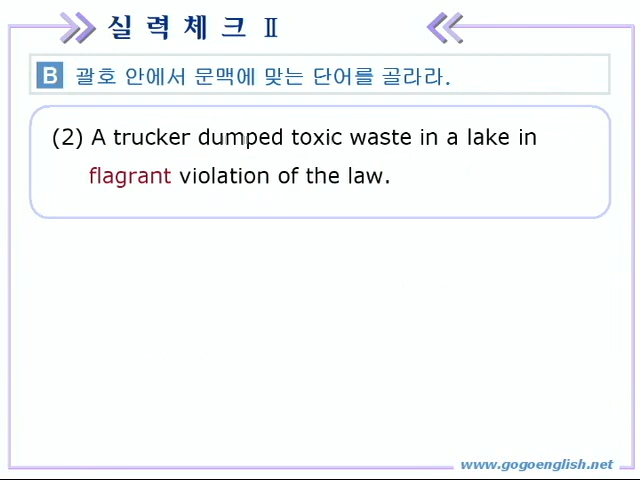 실 력 체 크 Ⅱ
B 괄호 안에서 문맥에 맞는 단어를 골라라.
(2) A trucker dumped toxic waste in a lake in
flagrant violation of the law.
www.gogoenglish.net